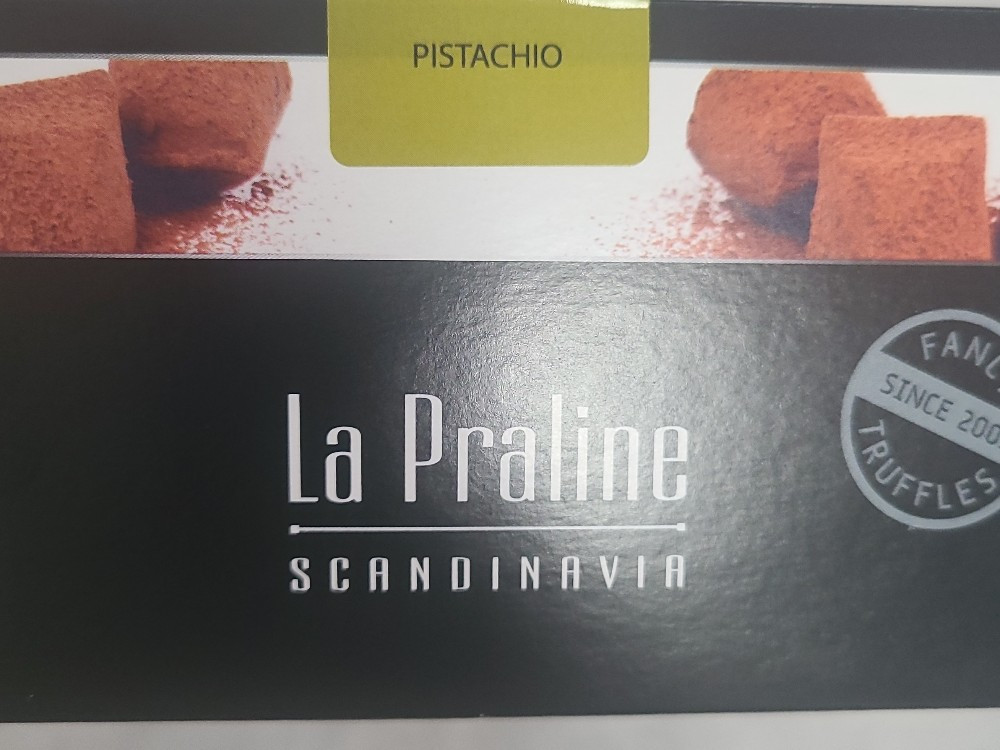 PISTACHIO
La Praline
SCANDINAVIA
SINCE
TRUFFLES